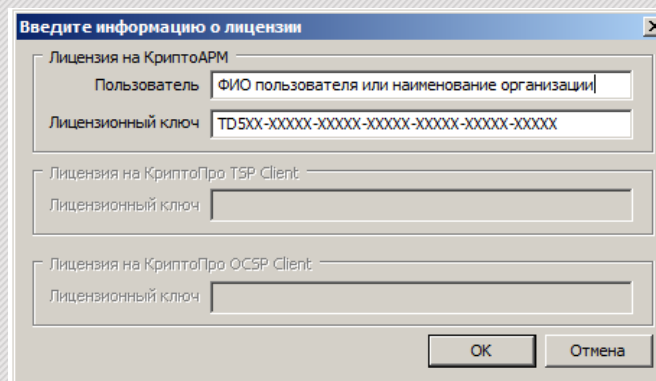 Введите информацию о лицензии
Лицензия на КриптоАРМ
Пользователь ФИО пользователя или наименование организации
Лицензионный ключ TD5XX-XXXXX-XXXXX-XXXXX-XXXXX-XXXXX-XXXXX
Лицензия на КриптоПро TSP Client
Лицензионный ключ
Лицензия на КриптоПро OCSP Client
Лицензионный ключ
OK Отмена